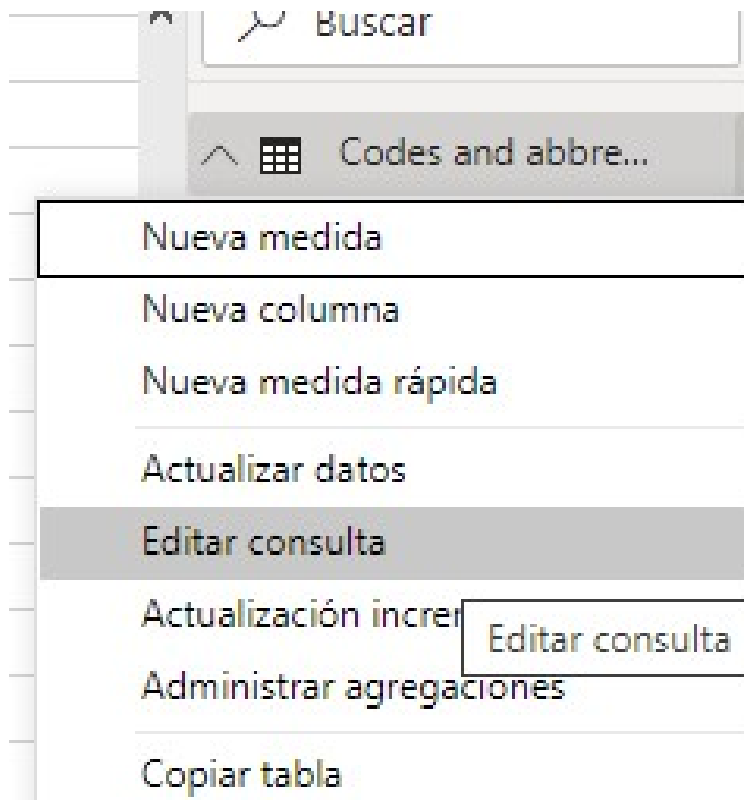 Buscar
Codes and abbre...
Nueva medida
Nueva columna
Nueva medida rápida
Actualizar datos
Editar consulta
Actualización
Editar consulta
Administrar agregaciones
Copiar tabla